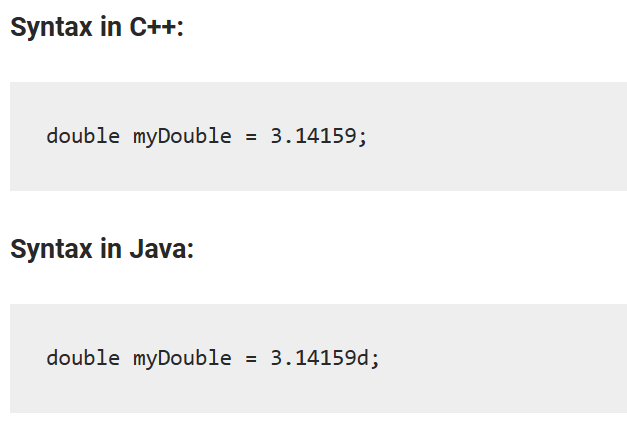 Syntax in C++:
double myDouble = 3.14159;
Syntax in Java:
double myDouble = 3.14159d;